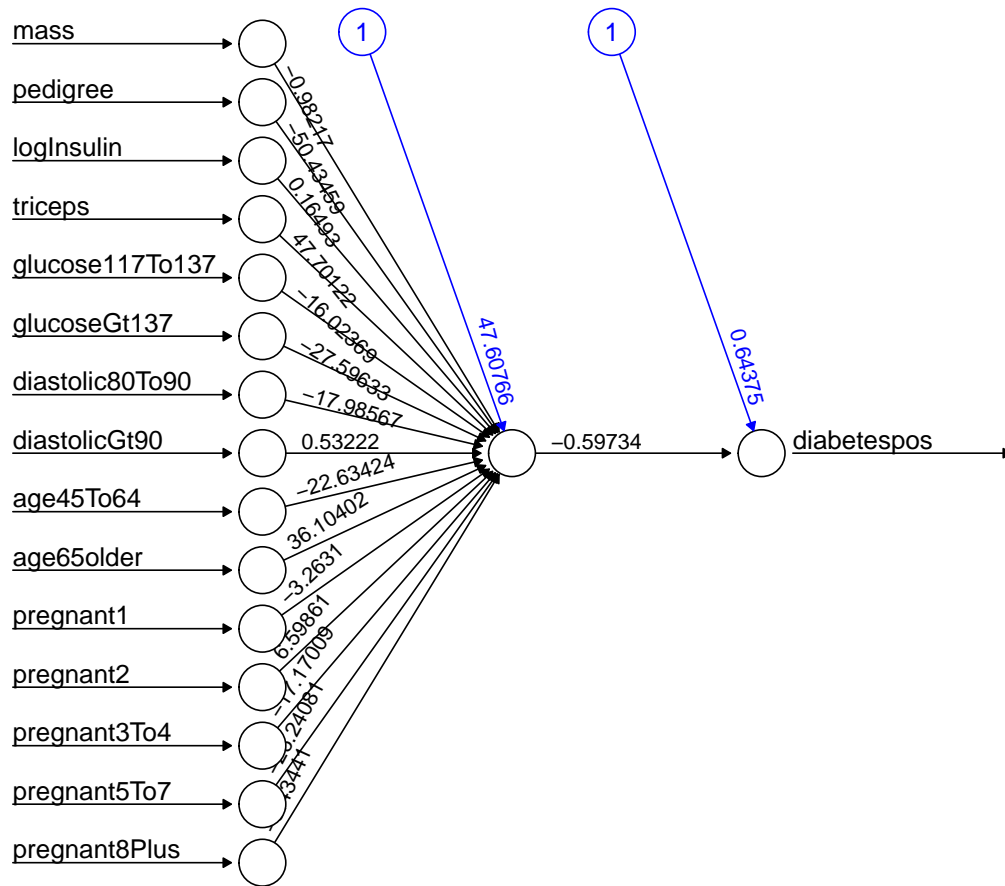 mass
pedigree
logInsulin
triceps
glucose117To137
glucoseGt137
diastolic80To90
diastolicGt90
age45To64
age65older
pregnant1
pregnant2
pregnant3To4
pregnant5To7
pregnant8Plus
−0.98217
−50.43459
0.16493
47.70122
−16.02369
−27.59633
−17.98567
0.53222
−22.63424
36.10402
−3.2631
6.59861
−17.17009
1
47.60766
−0.59734
1
0.64375
diabetespos